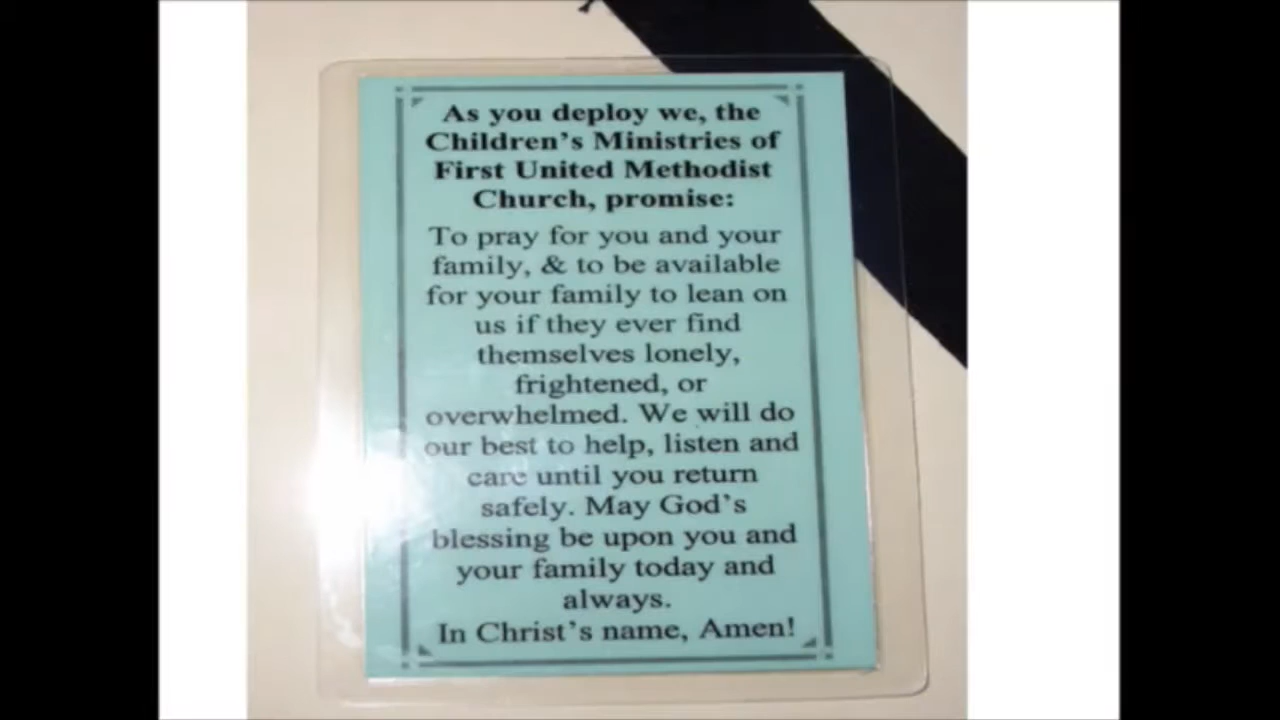 As you deploy we, the
Children's Ministries of
First United Methodist
Church, promise:
To pray for you and your
family, & to be available
for your family to lean on
us if they ever find
themselves lonely,
frightened, or
overwhelmed. We will do
our best to help, listen and
care until you return
safely. May God's
blessing be upon you and
your family today and
always.
In Christ's name, Amen!